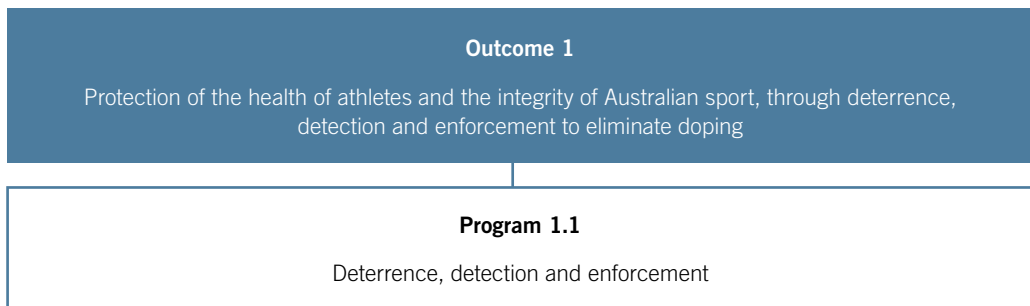 Outcome 1
Protection of the health of athletes and the integrity of Australian sport, through deterrence,
detection and enforcement to eliminate doping
Program 1.1
Deterrence, detection and enforcement